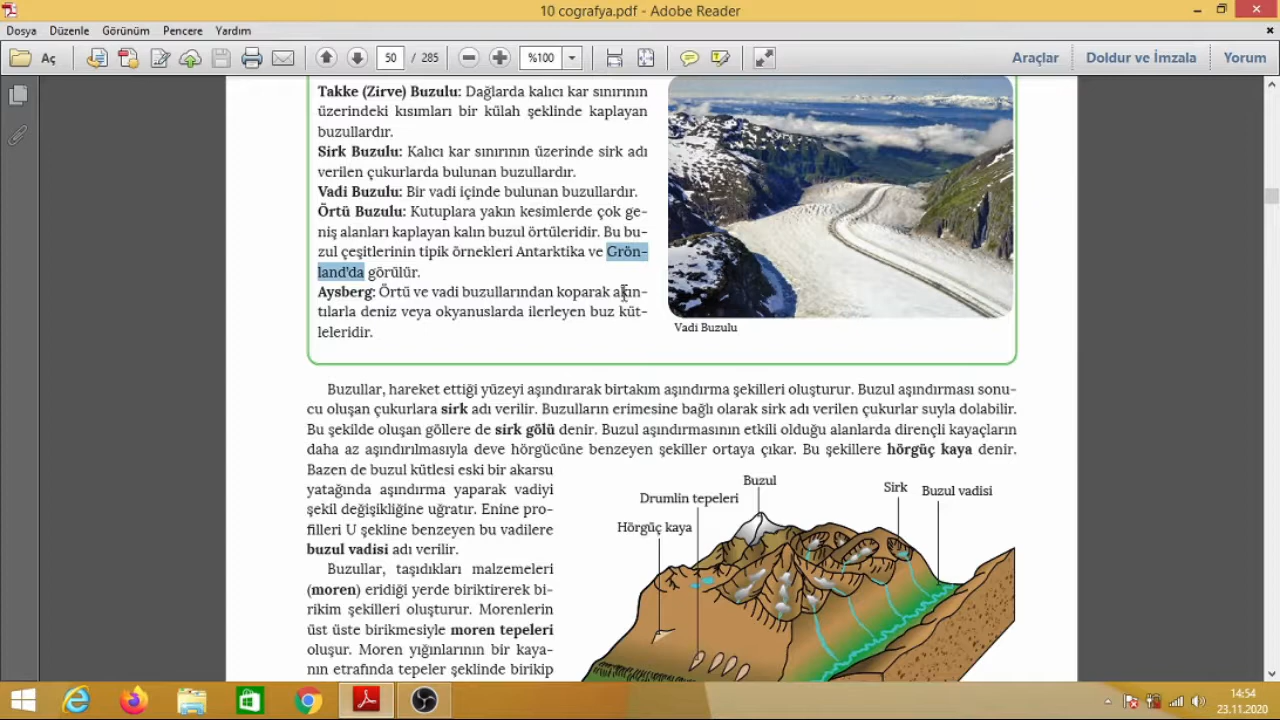 10 cografya.pdf - Adobe Reader
Dosya Düzenle Görünüm Pencere Yardım
Aç 50 / 285 %100 Araçlar Doldur ve İmzala Yorum
Takke (Zirve) Buzulu: Dağlarda kalıcı kar sınırının
üzerindeki kısımları bir külah şeklinde kaplayan
buzullardır.
Sirk Buzulu: Kalıcı kar sınırının üzerinde sirk adı
verilen çukurlarda bulunan buzullardır.
Vadi Buzulu: Bir vadi içinde bulunan buzullardır.
Örtü Buzulu: Kutuplara yakın kesimlerde çok ge-
niş alanları kaplayan kalın buzul örtüleridir. Bu bu-
zul çeşitlerinin tipik örnekleri Antarktika ve Grön-
land'da görülür.
Aysberg: Örtü ve vadi buzullarından koparak akın-
tılarla deniz veya okyanuslarda ilerleyen buz küt-
leleridir.
Vadi Buzulu
Buzullar, hareket ettiği yüzeyi aşındırarak birtakım aşındırma şekilleri oluşturur. Buzul aşındırması sonu-
cu oluşan çukurlara sirk adı verilir. Buzulların erimesine bağlı olarak sirk adı verilen çukurlar suyla dolabilir.
Bu şekilde oluşan göllere de sirk gölü denir. Buzul aşındırmasının etkili olduğu alanlarda dirençli kayaçların
daha az aşındırılmasıyla deve hörgücüne benzeyen şekiller ortaya çıkar. Bu şekillere hörgüç kaya denir.
Bazen de buzul kütlesi eski bir akarsu
yatağında aşındırma yaparak vadiyi
şekil değişikliğine uğratır. Enine pro-
filleri U şekline benzeyen bu vadilere
buzul vadisi adı verilir.
Buzullar, taşıdıkları malzemeleri
(moren) eridiği yerde biriktirerek bi-
rikim şekilleri oluşturur. Morenlerin
üst üste birikmesiyle moren tepeleri
oluşur. Moren yığınlarının bir kaya-
nın etrafında tepeler şeklinde birikip
Buzul
Drumlin tepeleri
Hörgüç kaya
Sirk
Buzul vadisi
14:54
23.11.2020